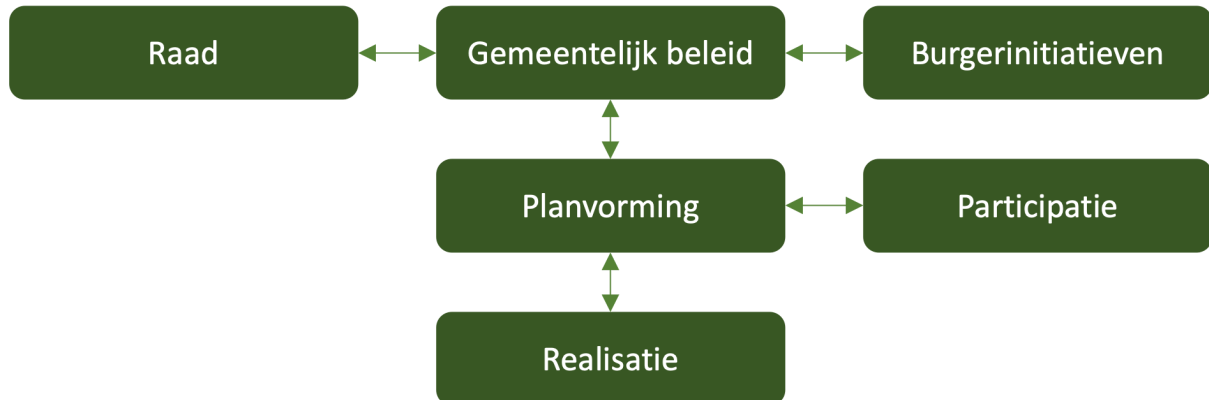 Raad
Gemeentelijk beleid
Burgerinitiatieven
Planvorming
Participatie
Realisatie